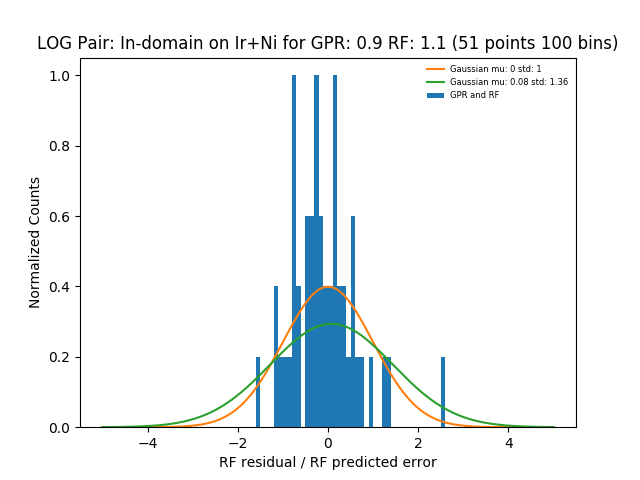 LOG Pair: In-domain on Ir+Ni for GPR: 0.9 RF: 1.1 (51 points 100 bins)
Gaussian mu: 0 std: 1
Gaussian mu: 0.08 std: 1.36
GPR and RF
Normalized Counts
1.0
0.8
0.6
0.4
0.2
0.0
−4 −2 0 2 4
RF residual / RF predicted error